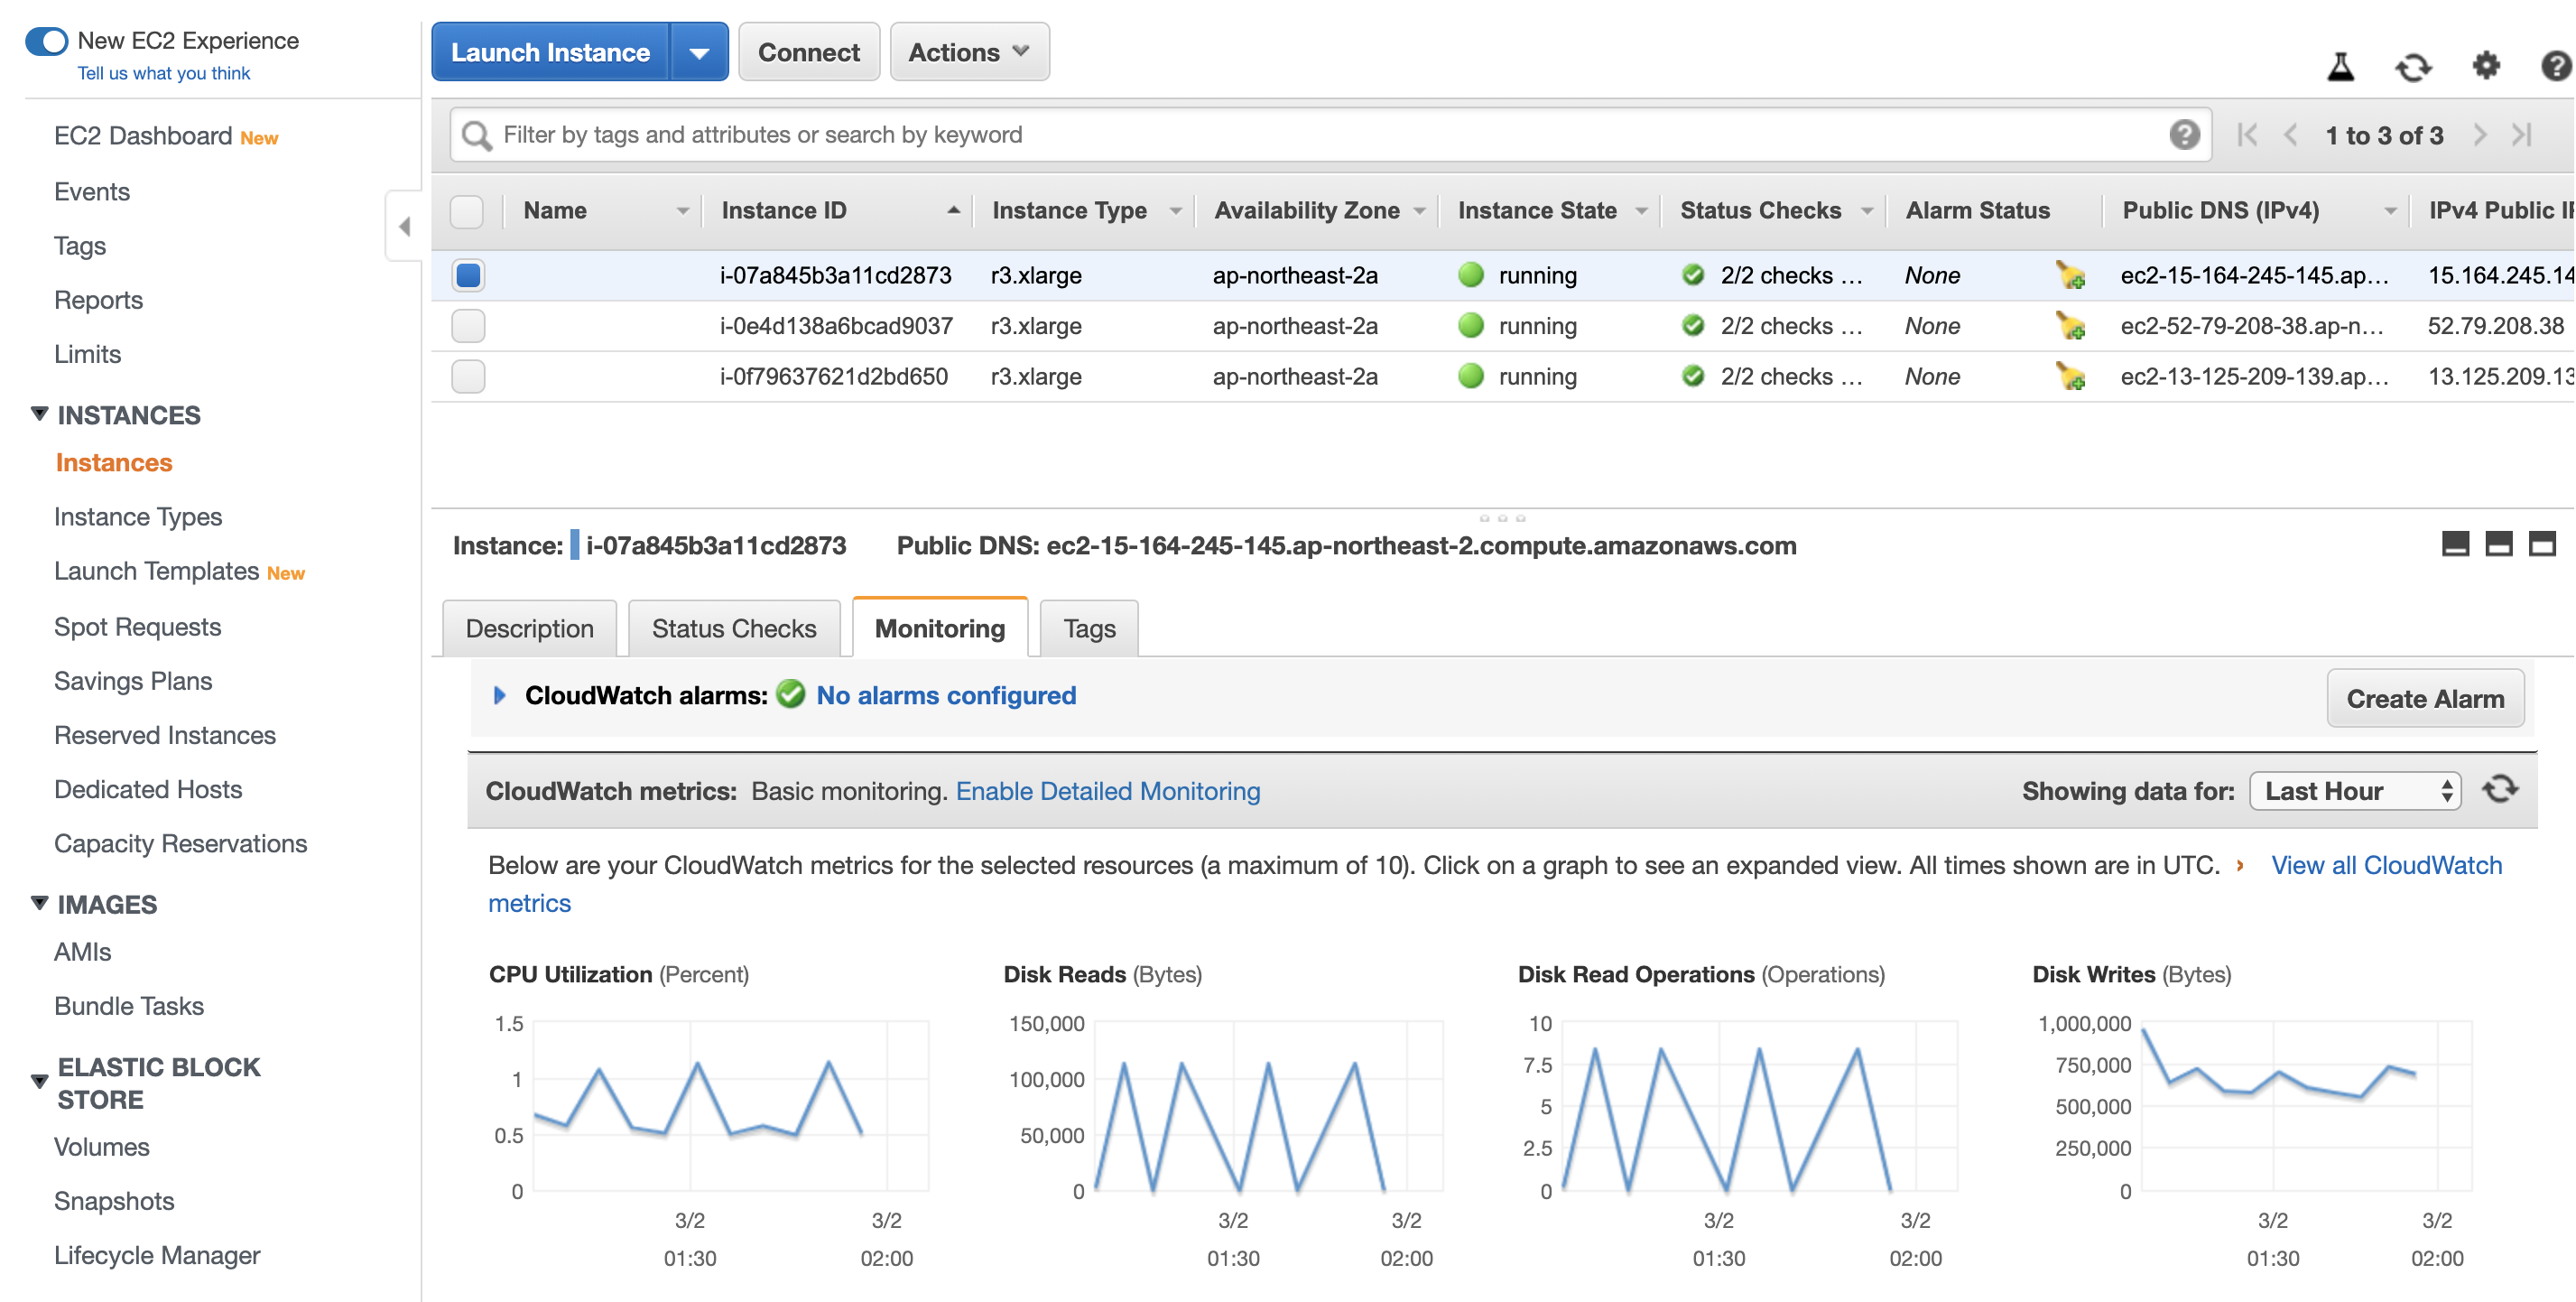 New EC2 Experience
Tell us what you think
Launch Instance
Connect
Actions
EC2 Dashboard New
Events
Tags
Reports
Limits
INSTANCES
Instances
Instance Types
Launch Templates New
Spot Requests
Savings Plans
Reserved Instances
Dedicated Hosts
Capacity Reservations
IMAGES
AMIs
Bundle Tasks
ELASTIC BLOCK
STORE
Volumes
Snapshots
Lifecycle Manager
Filter by tags and attributes or search by keyword
1 to 3 of 3
Name Instance ID Instance Type Availability Zone Instance State Status Checks Alarm Status Public DNS (IPv4) IPv4 Public IP
i-07a845b3a11cd2873 r3.xlarge ap-northeast-2a running 2/2 checks … None ec2-15-164-245-145.ap... 15.164.245.14
i-0e4d138a6bcad9037 r3.xlarge ap-northeast-2a running 2/2 checks … None ec2-52-79-208-38.ap-n... 52.79.208.38
i-0f79637621d2bd650 r3.xlarge ap-northeast-2a running 2/2 checks … None ec2-13-125-209-139.ap... 13.125.209.13
Instance: i-07a845b3a11cd2873 Public DNS: ec2-15-164-245-145.ap-northeast-2.compute.amazonaws.com
Description Status Checks Monitoring Tags
CloudWatch alarms: No alarms configured
Create Alarm
CloudWatch metrics: Basic monitoring. Enable Detailed Monitoring
Showing data for: Last Hour
Below are your CloudWatch metrics for the selected resources (a maximum of 10). Click on a graph to see an expanded view. All times shown are in UTC. › View all CloudWatch
metrics
CPU Utilization (Percent)
1.5
1
0.5
0
3/2 3/2
01:30 02:00
Disk Reads (Bytes)
150,000
100,000
50,000
0
3/2 3/2
01:30 02:00
Disk Read Operations (Operations)
10
7.5
5
2.5
0
3/2 3/2
01:30 02:00
Disk Writes (Bytes)
1,000,000
750,000
500,000
250,000
0
3/2 3/2
01:30 02:00